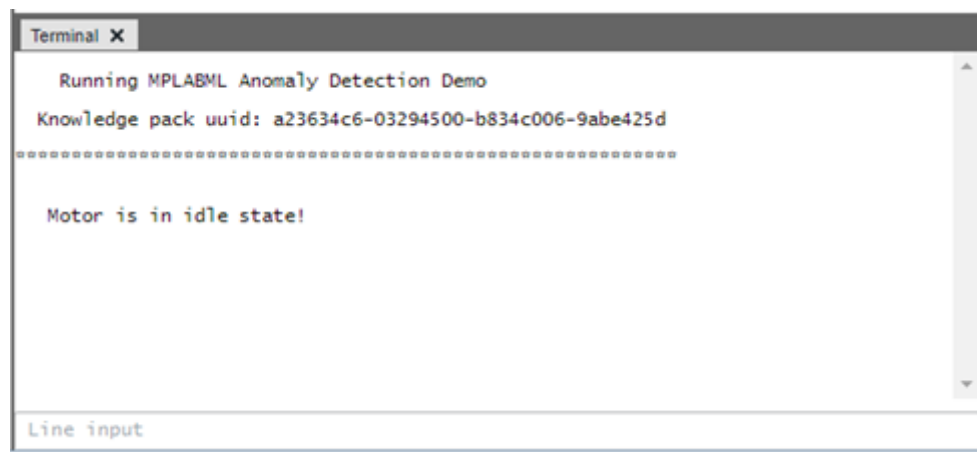 Terminal X
Running MPLABML Anomaly Detection Demo
Knowledge pack uuid: a23634c6-03294500-b834c006-9abe425d
************************************************************
Motor is in idle state!
Line input